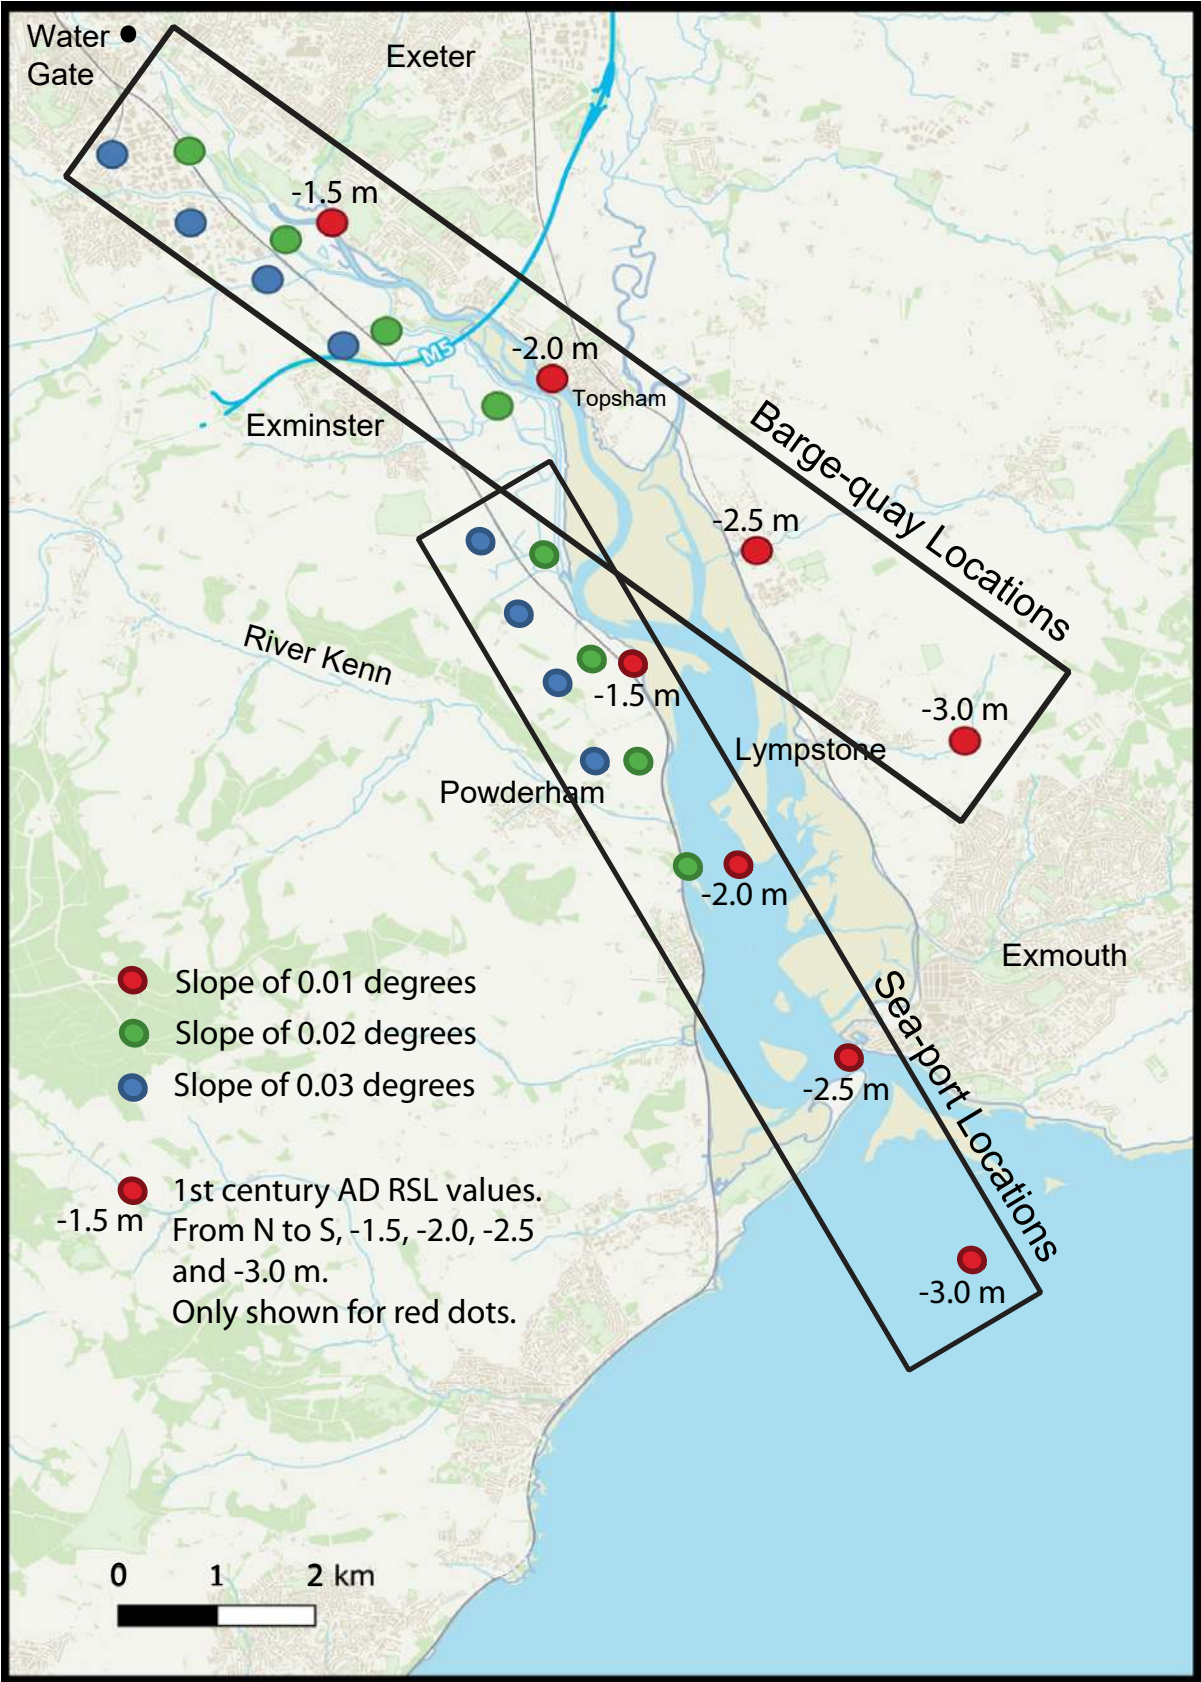 Water
Gate
Exeter
-1.5 m
M5
-2.0 m
Topsham
Exminster
Barge-quay Locations
-2.5 m
River Kenn
-1.5 m
-3.0 m
Lympstone
Powderham
-2.0 m
Exmouth
Sea-port Locations
Slope of 0.01 degrees
Slope of 0.02 degrees
Slope of 0.03 degrees
-2.5 m
1st century AD RSL values.
-1.5 m
From N to S, -1.5, -2.0, -2.5
and -3.0 m.
Only shown for red dots.
-3.0 m
0 1 2 km